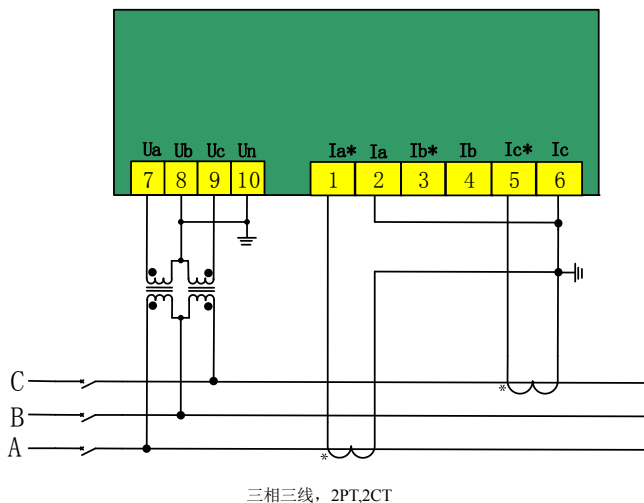 Ua Ub Uc Un Ia* Ia Ib* Ib Ic* Ic
7 8 9 10 1 2 3 4 5 6
C *
B
A *
三相三线，2PT,2CT